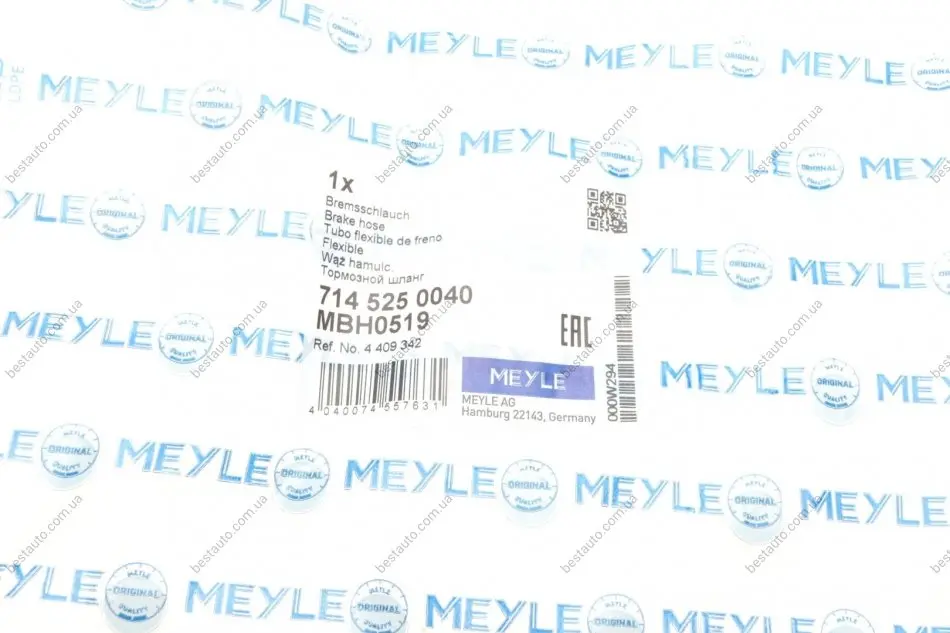 MEYLE
ORIGINAL
QUALITY
LDPE
1x
Bremsschlauch
Brake hose
Tubo flexible de freno
Flexible
Wąż hamulc.
Тормозной шланг
714 525 0040
MBH0519
Ref. No. 4 409 342
4 040074 557631
EAC
MEYLE
MEYLE AG
Hamburg 22143, Germany
000W294
bestauto.com.ua